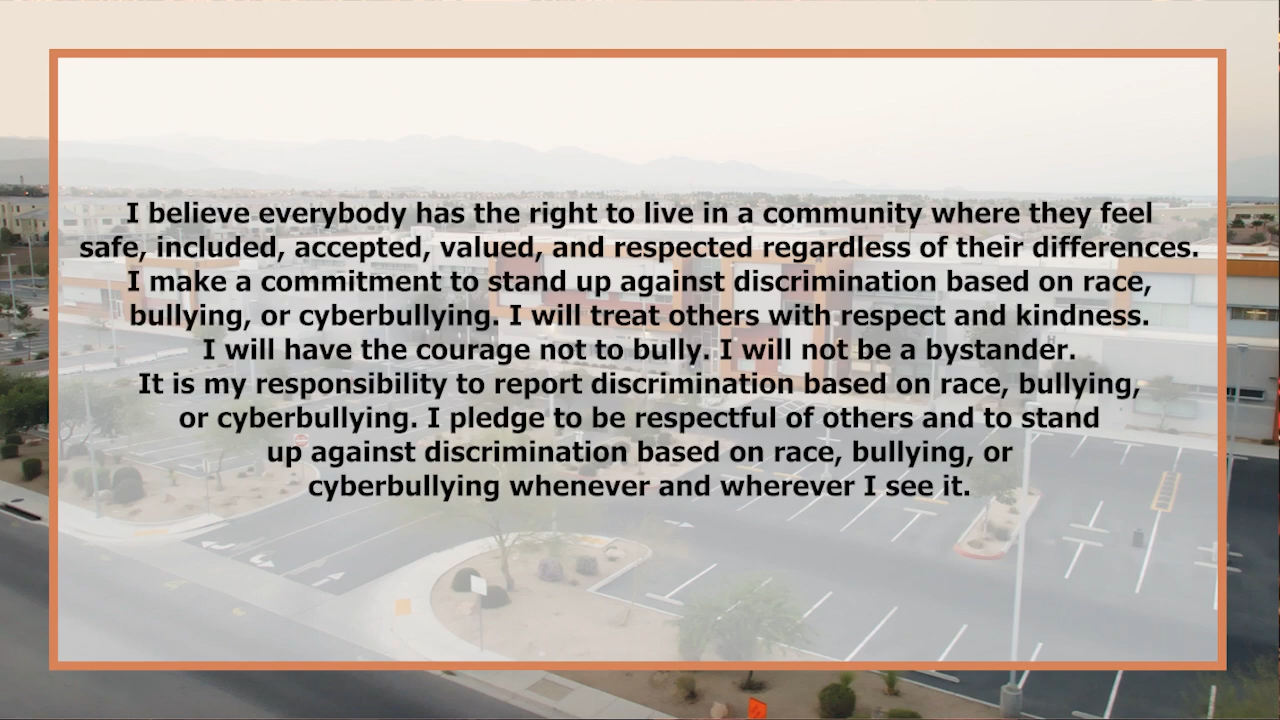 I believe everybody has the right to live in a community where they feel
safe, included, accepted, valued, and respected regardless of their differences.
I make a commitment to stand up against discrimination based on race,
bullying, or cyberbullying. I will treat others with respect and kindness.
I will have the courage not to bully. I will not be a bystander.
It is my responsibility to report discrimination based on race, bullying,
or cyberbullying. I pledge to be respectful of others and to stand
up against discrimination based on race, bullying, or
cyberbullying whenever and wherever I see it.